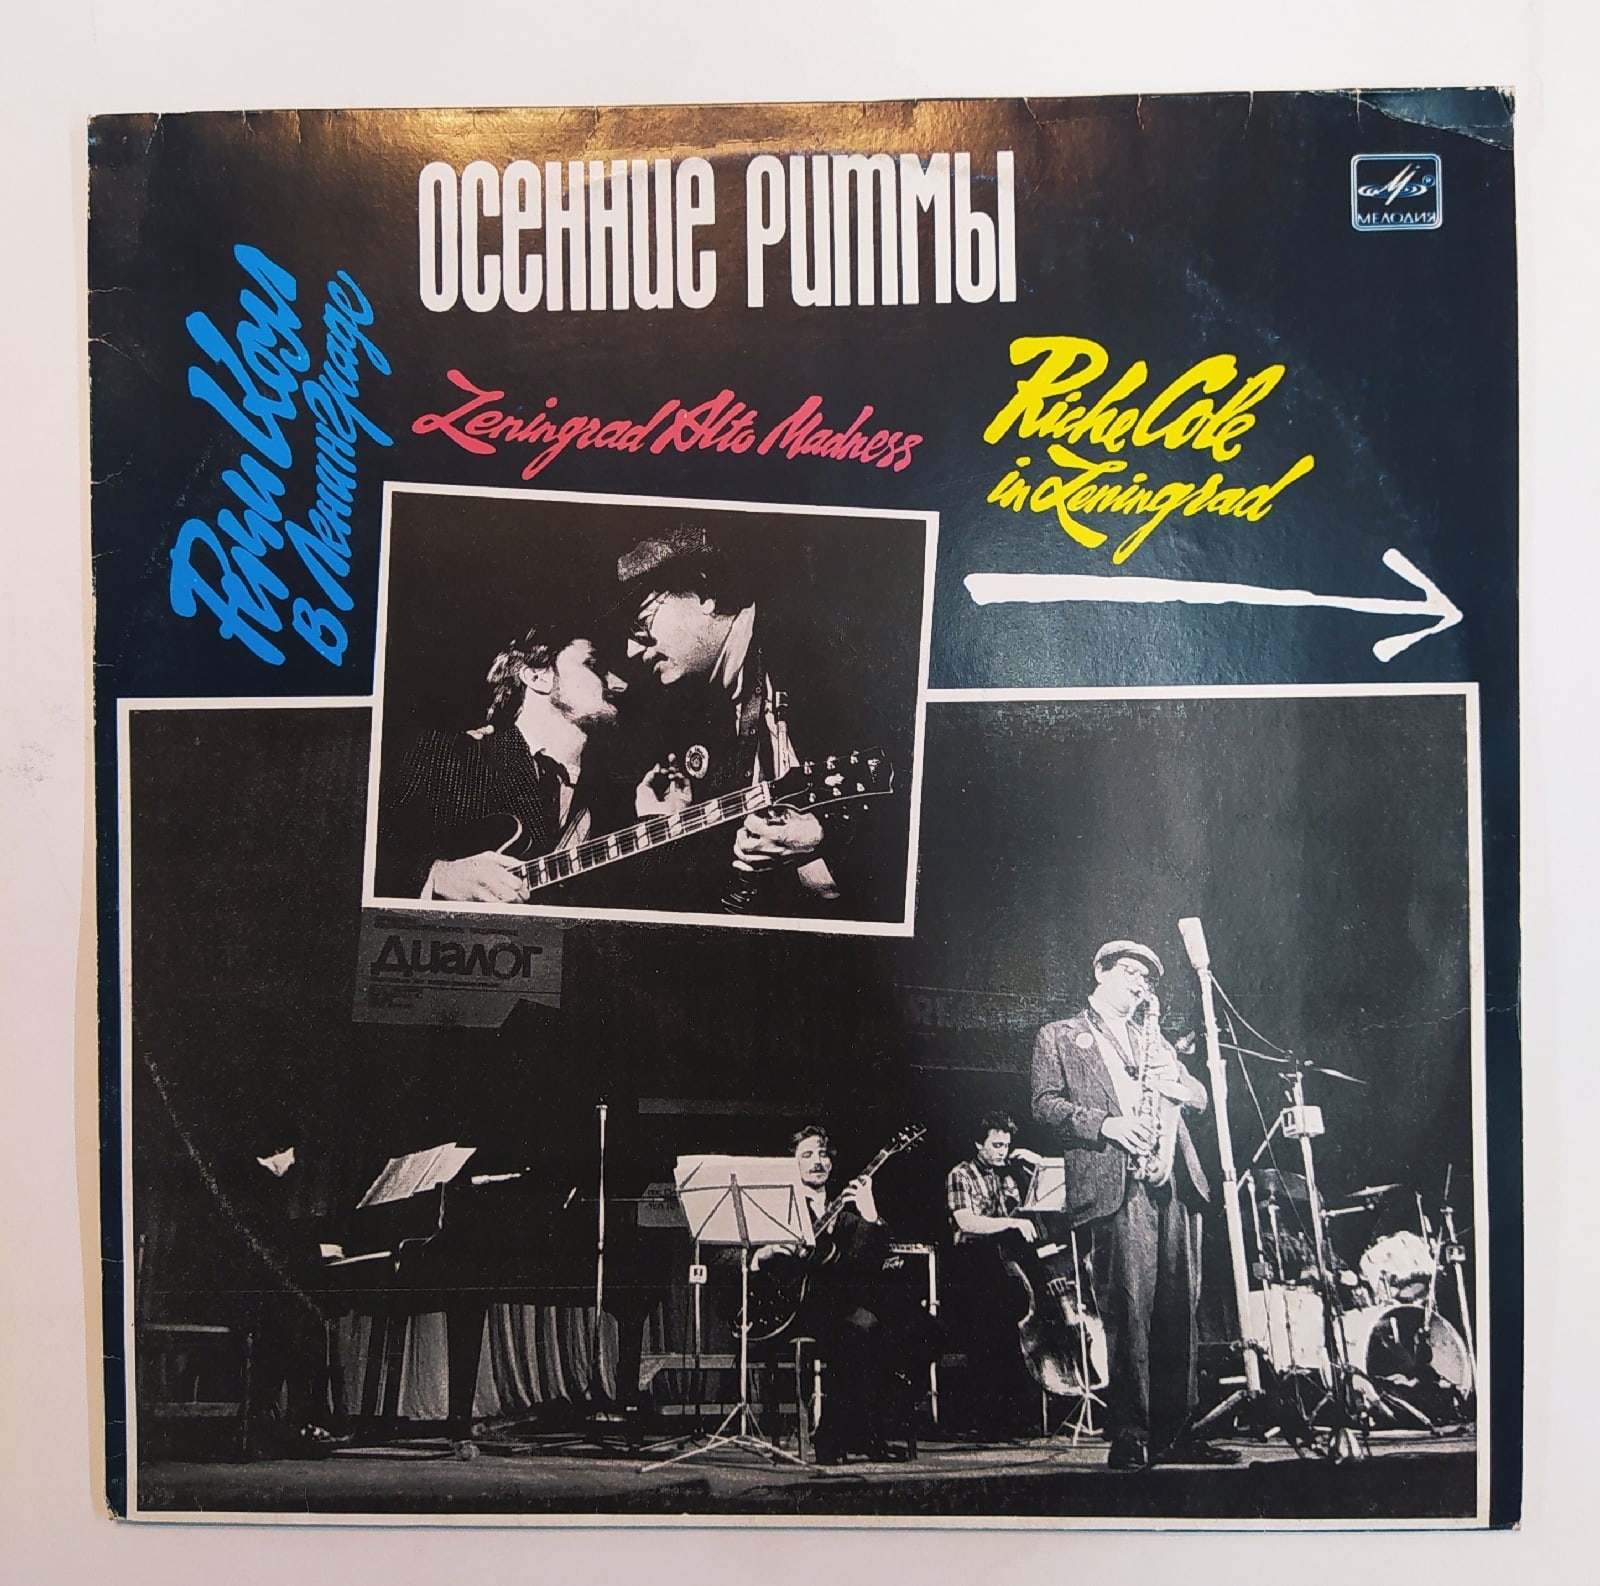 Осенние ритмы
МЕЛОДИЯ
Ричи Коул
в Ленинграде
Leningrad Alto Madness
Richie Cole
in Leningrad
Диалог